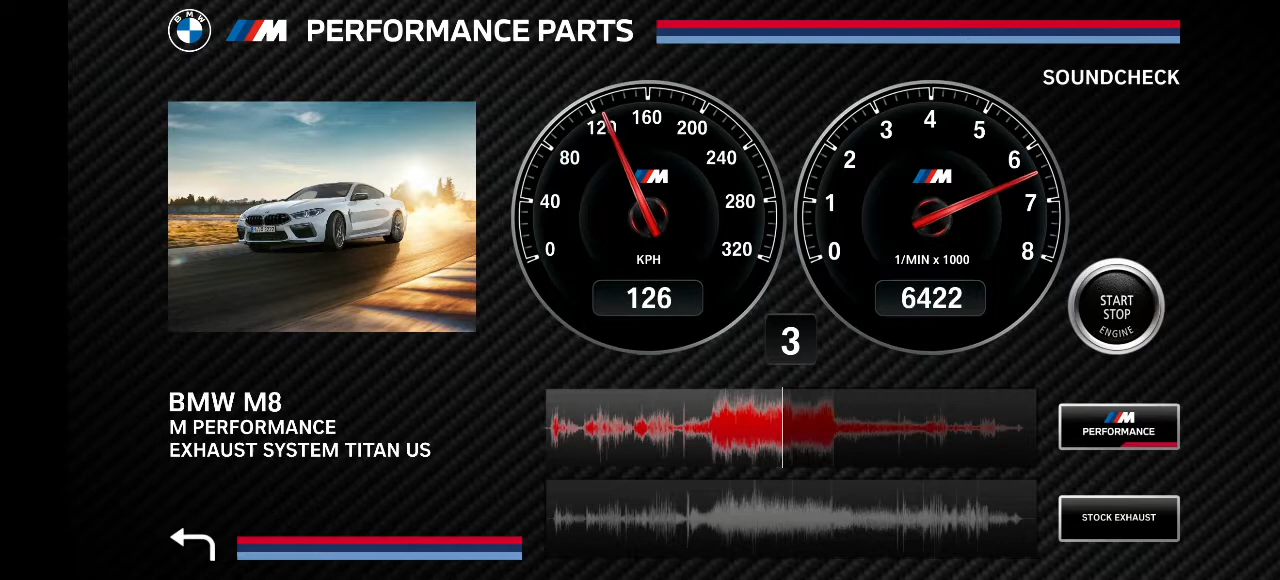 BMW
M PERFORMANCE PARTS
SOUNDCHECK
0
40
80
120
160
200
240
280
320
M
KPH
126
0
1
2
3
4
5
6
7
8
M
1/MIN x 1000
6422
3
START
STOP
ENGINE
BMW M8
M PERFORMANCE
EXHAUST SYSTEM TITAN US
M
PERFORMANCE
STOCK EXHAUST